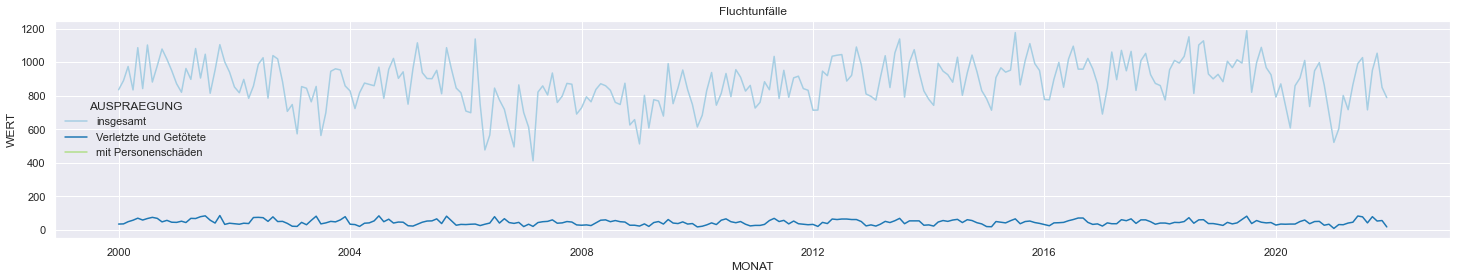 Fluchtunfälle
WERT
1200
1000
800
600
400
200
0
AUSPRAEGUNG
insgesamt
Verletzte und Getötete
mit Personenschäden
2000 2004 2008 2012 2016 2020
MONAT